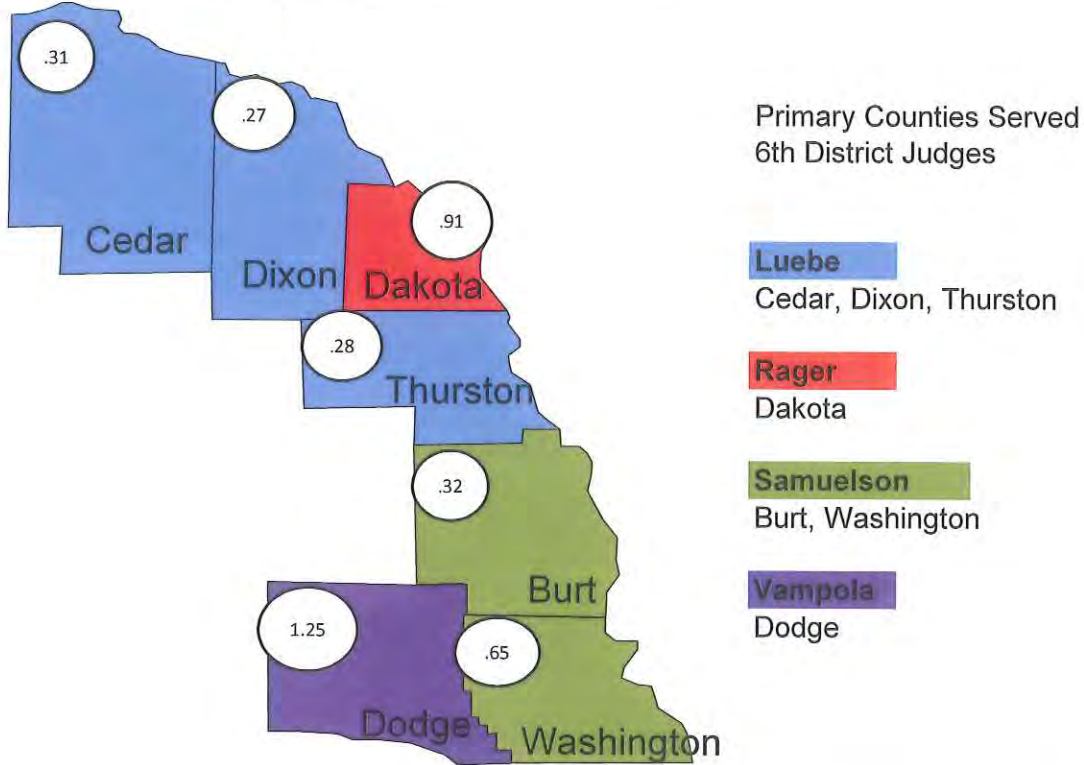 .31
.27
.91
Cedar
Dixon
Dakota
.28
Thurston
.32
Burt
1.25
.65
Dodge
Washington
Primary Counties Served
6th District Judges
Luebe
Cedar, Dixon, Thurston
Rager
Dakota
Samuelson
Burt, Washington
Vampola
Dodge